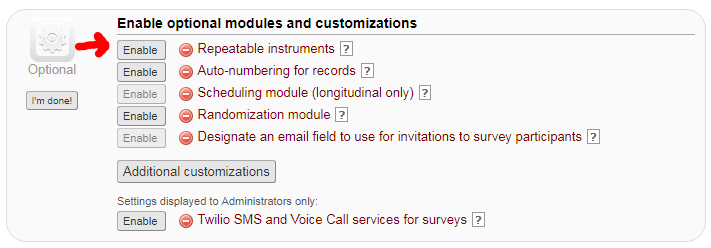 Enable optional modules and customizations
Optional
I'm done!
Enable Repeatable instruments ?
Enable Auto-numbering for records ?
Enable Scheduling module (longitudinal only) ?
Enable Randomization module ?
Enable Designate an email field to use for invitations to survey participants ?
Additional customizations
Settings displayed to Administrators only:
Enable Twilio SMS and Voice Call services for surveys ?